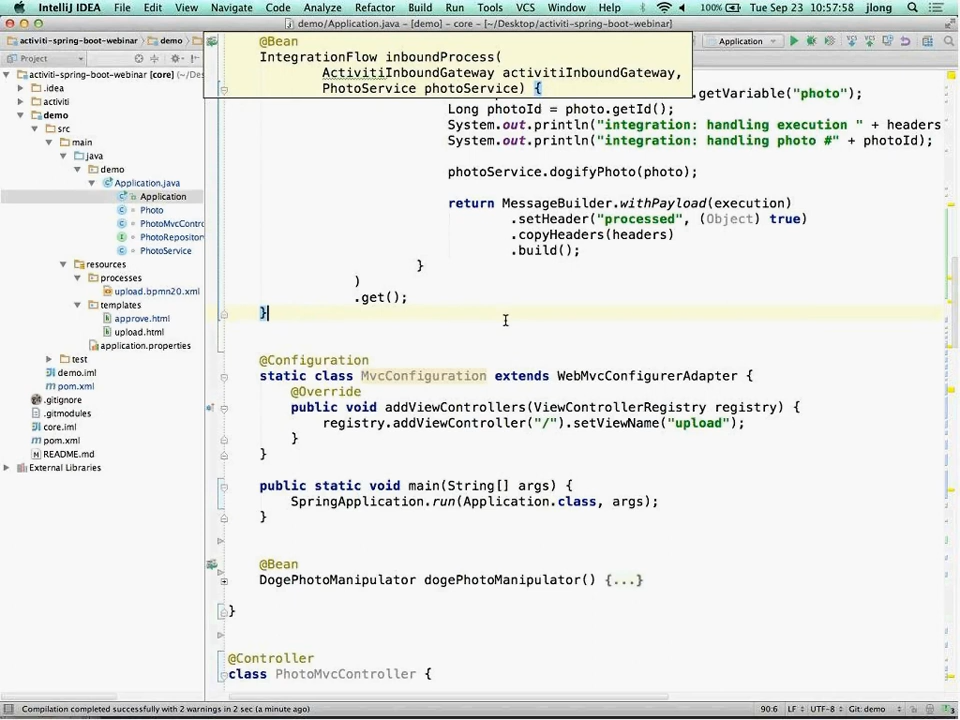 IntelliJ IDEA File Edit View Navigate Code Analyze Refactor Build Run Tools VCS Window Help 100% Tue Sep 23 10:57:58 jlong
demo/Application.java - [demo] - core - [~/Desktop/activiti-spring-boot-webinar]
activiti-spring-boot-webinar demo src Application
Project
activiti-spring-boot-webinar [core] (~/Des
.idea
activiti
demo
src
main
java
demo
Application.java
Application
Photo
PhotoMvcContro
PhotoRepositor
PhotoService
resources
processes
upload.bpmn20.xml
templates
approve.html
upload.html
application.properties
test
demo.iml
pom.xml
.gitignore
.gitmodules
core.iml
pom.xml
README.md
External Libraries
@Bean
IntegrationFlow inboundProcess(
ActivitiInboundGateway activitiInboundGateway,
PhotoService photoService) {
.getVariable("photo");
Long photoId = photo.getId();
System.out.println("integration: handling execution " + headers
System.out.println("integration: handling photo #" + photoId);
photoService.dogifyPhoto(photo);
return MessageBuilder.withPayload(execution)
.setHeader("processed", (Object) true)
.copyHeaders(headers)
.build();
}
)
.get();
}
@Configuration
static class MvcConfiguration extends WebMvcConfigurerAdapter {
@Override
public void addViewControllers(ViewControllerRegistry registry) {
registry.addViewController("/").setViewName("upload");
}
}
public static void main(String[] args) {
SpringApplication.run(Application.class, args);
}
@Bean
DogePhotoManipulator dogePhotoManipulator() {...}
}
@Controller
class PhotoMvcController {
Compilation completed successfully with 2 warnings in 2 sec (a minute ago) 90:6 LF UTF-8 Git: demo